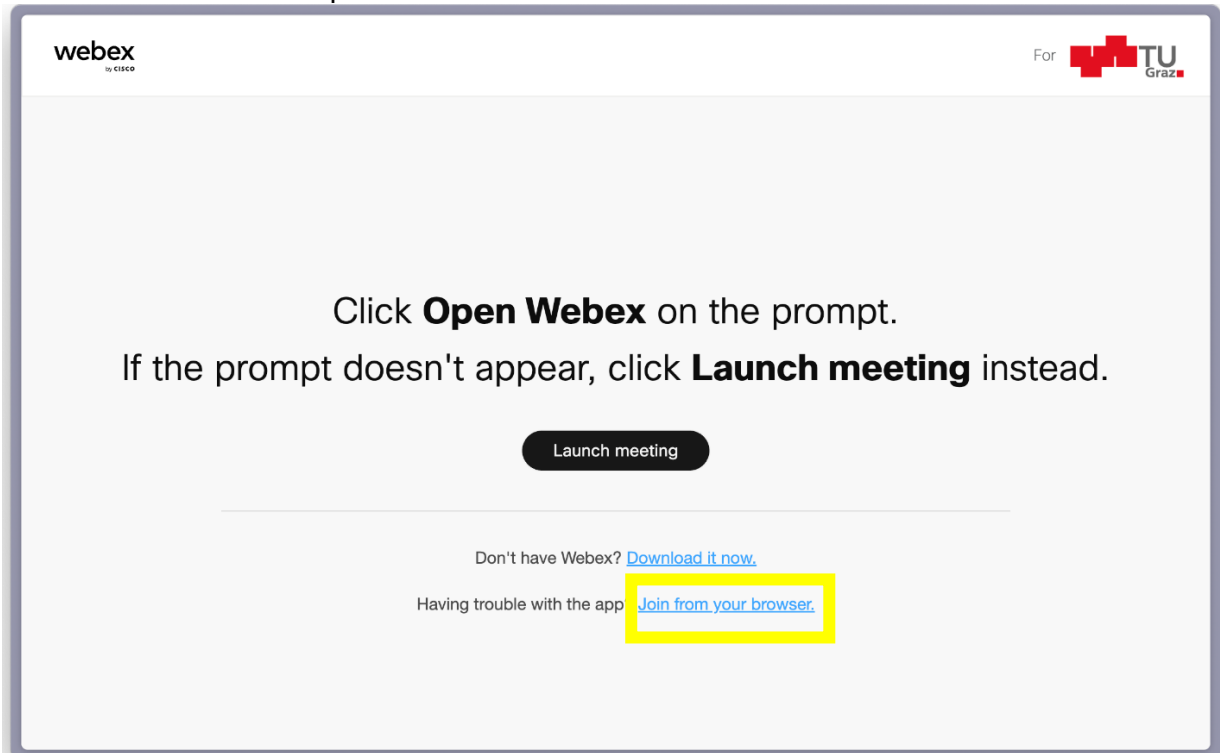 webex
by CISCO
For
TU
Graz
Click Open Webex on the prompt.
If the prompt doesn't appear, click Launch meeting instead.
Launch meeting
Don't have Webex? Download it now.
Having trouble with the app Join from your browser.